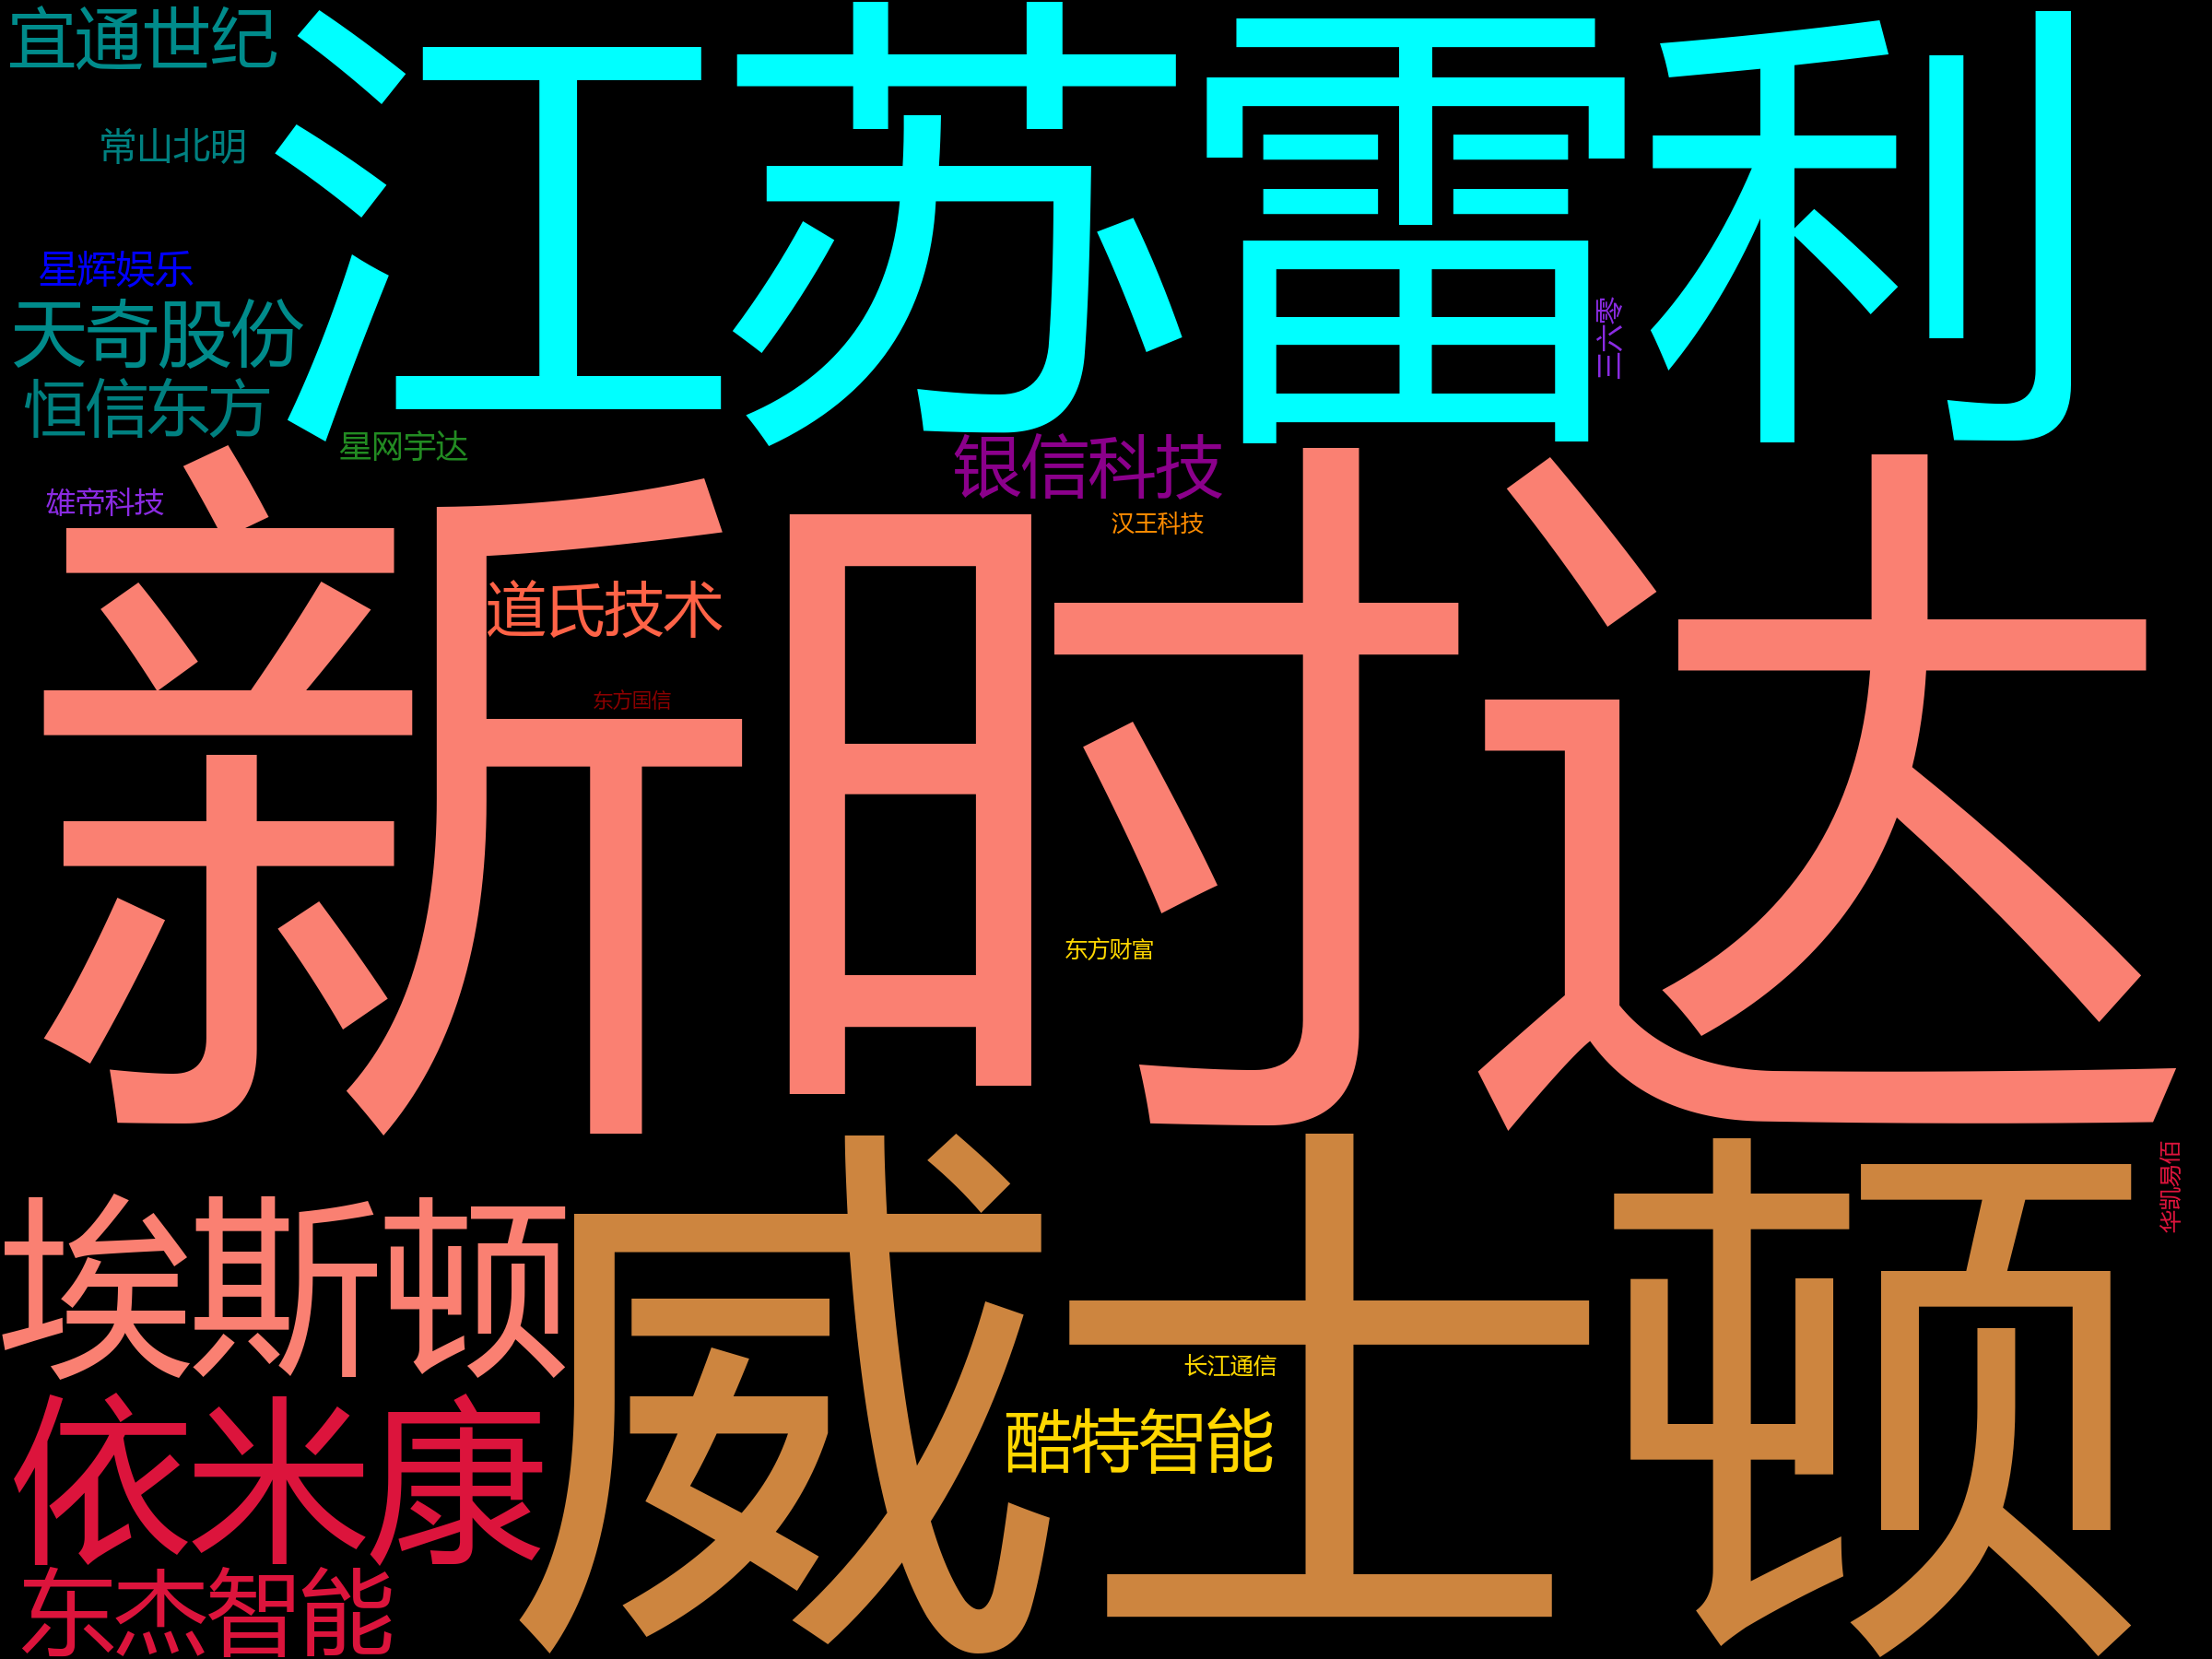 宜通世纪
江苏雷利
常山北明
星辉娱乐
天奇股份
三六零
恒信东方
星网宇达
银信科技
雄帝科技
汉王科技
新时达
道氏技术
东方国信
东方财富
埃斯顿
威士顿
华凯易佰
长江通信
依米康
酷特智能
东杰智能